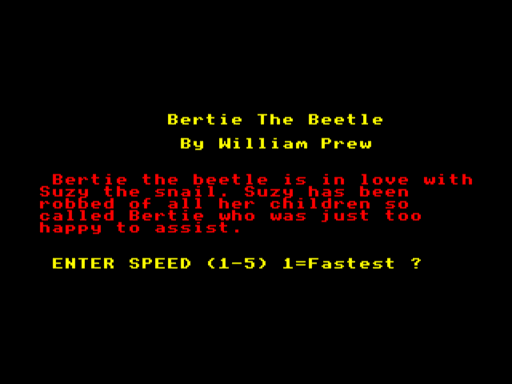 Bertie The Beetle
By William Prew
Bertie the beetle is in love with
Suzy the snail. Suzy has been
robbed of all her children so
called Bertie who was just too
happy to assist.
ENTER SPEED (1-5) 1=Fastest ?